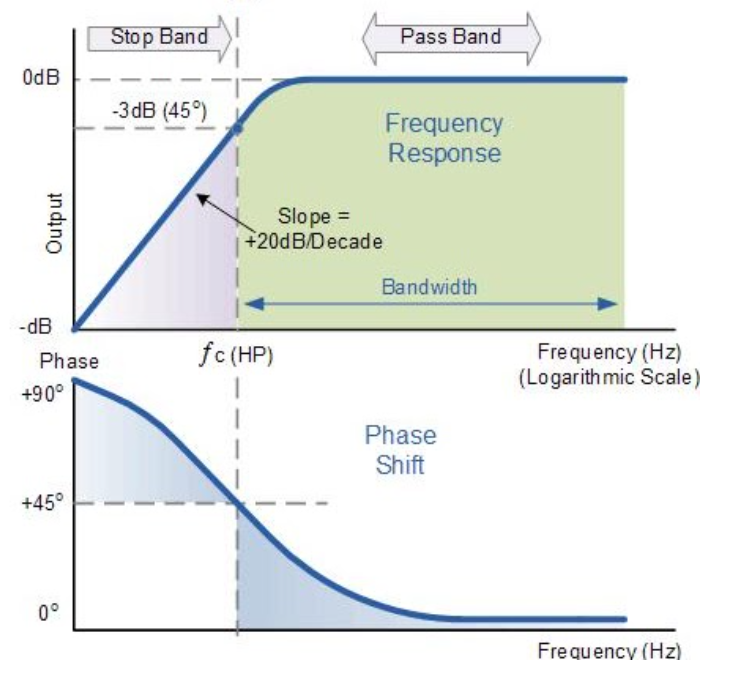 Stop Band
Pass Band
0dB
-3dB (45°)
Frequency
Response
Output
Slope =
+20dB/Decade
Bandwidth
-dB
ƒc (HP)
Frequency (Hz)
(Logarithmic Scale)
Phase
+90°
Phase
Shift
+45°
0°
Frequency (Hz)